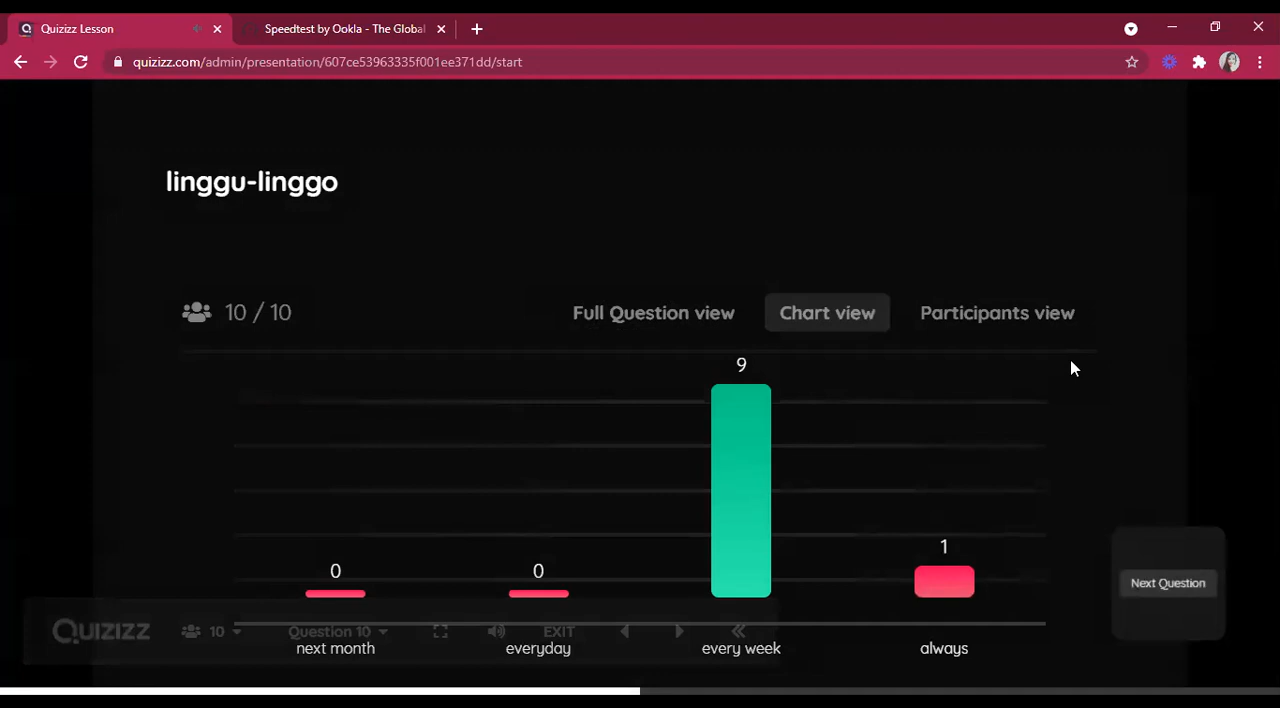 Quizizz Lesson
Speedtest by Ookla - The Global
quizizz.com/admin/presentation/607ce53963335f001ee371dd/start
linggu-linggo
10 / 10
Full Question view
Chart view
Participants view
9
1
0
0
Next Question
Quizizz
10
Question 10
EXIT
next month
everyday
every week
always